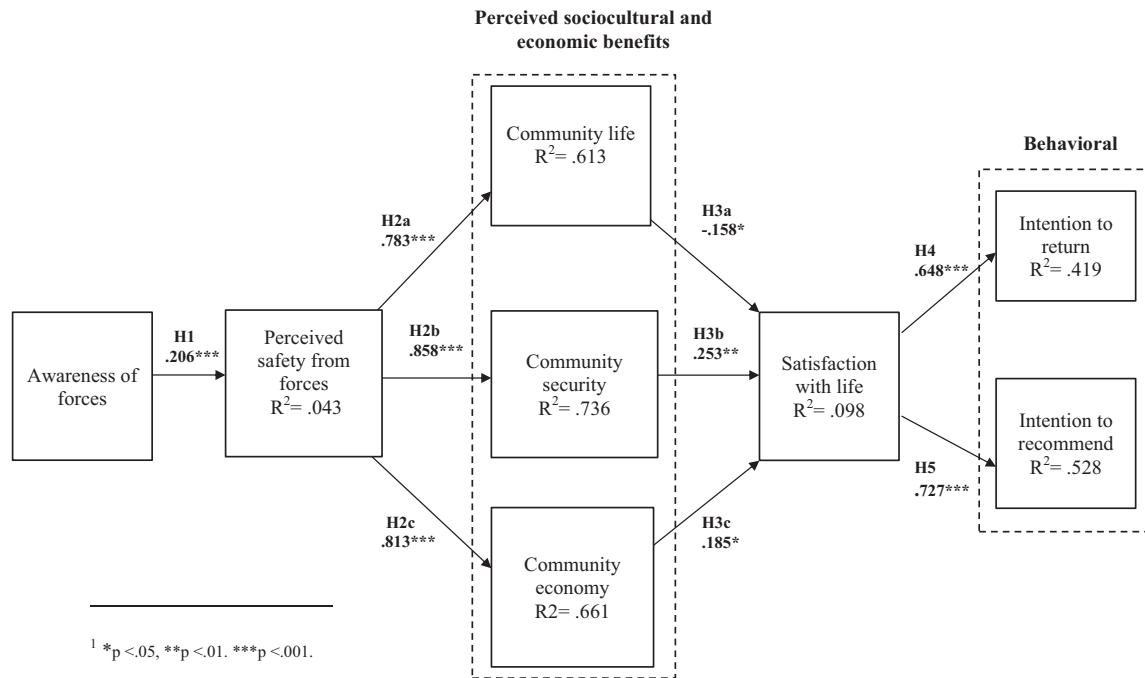 Perceived sociocultural and
economic benefits
Community life
R²= .613
Behavioral
H2a
.783***
H3a
-.158*
Intention to
return
R²= .419
H4
.648***
Awareness of
forces
H1
.206***
Perceived
safety from
forces
R²= .043
H2b
.858***
Community
security
R²= .736
H3b
.253**
Satisfaction
with life
R²= .098
Intention to
recommend
R²= .528
H5
.727***
H2c
.813***
Community
economy
R2= .661
H3c
.185*
¹ *p <.05, **p <.01. ***p <.001.